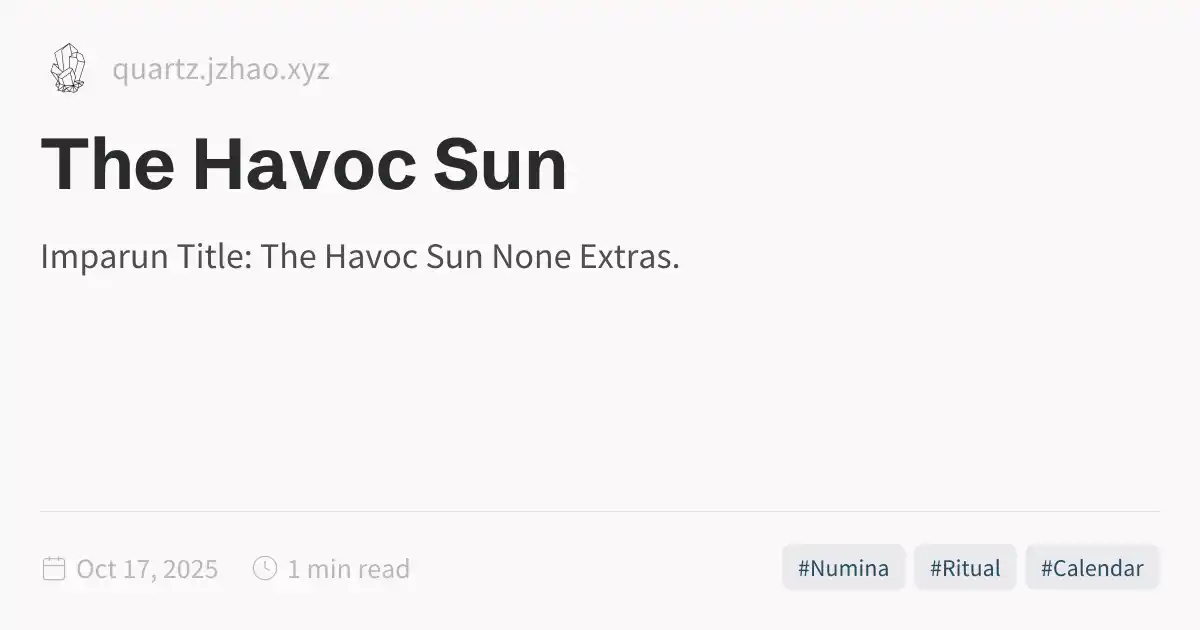 quartz.jzhao.xyz
The Havoc Sun
Imparun Title: The Havoc Sun None Extras.
Oct 17, 2025 1 min read #Numina #Ritual #Calendar